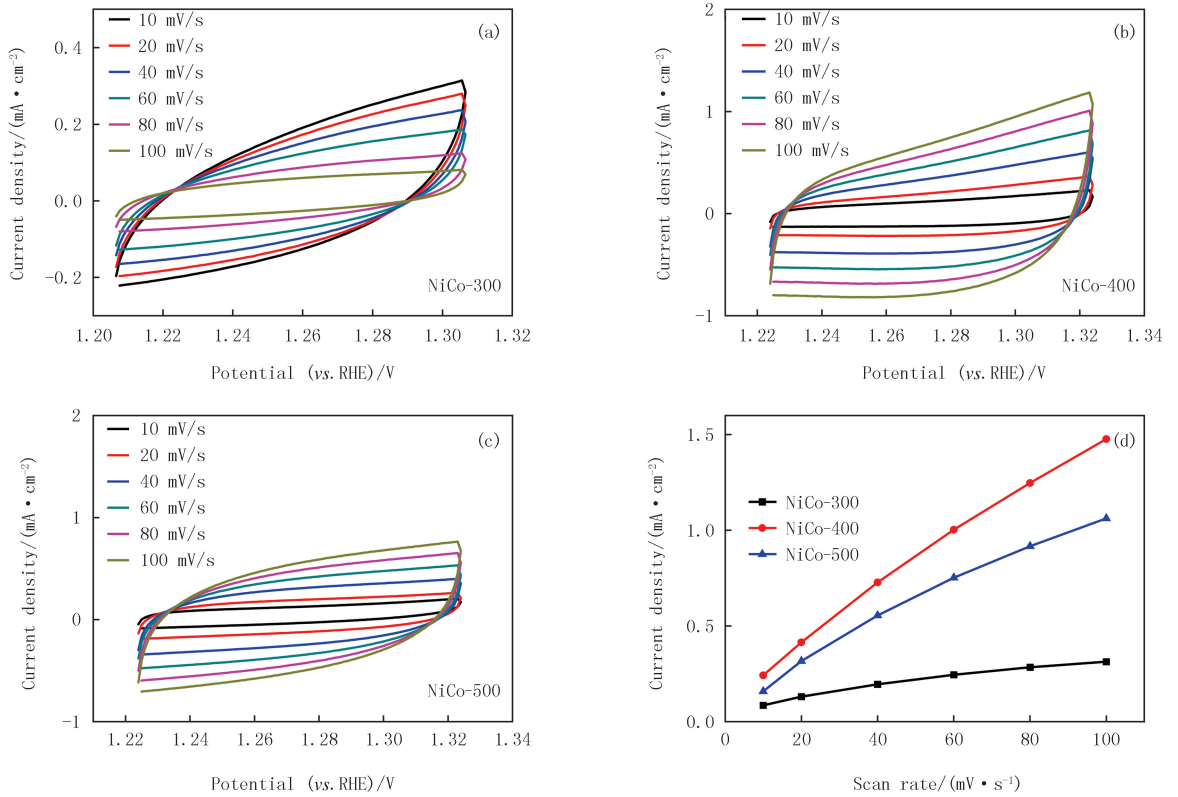 (a)
10 mV/s
20 mV/s
40 mV/s
60 mV/s
80 mV/s
100 mV/s
NiCo-300
0.4
0.2
0.0
-0.2
1.20 1.22 1.24 1.26 1.28 1.30 1.32
Current density/(mA•cm⁻²)
Potential (vs.RHE)/V
(b)
10 mV/s
20 mV/s
40 mV/s
60 mV/s
80 mV/s
100 mV/s
NiCo-400
2
1
0
-1
1.22 1.24 1.26 1.28 1.30 1.32 1.34
Current density/(mA•cm⁻²)
Potential (vs.RHE)/V
(c)
10 mV/s
20 mV/s
40 mV/s
60 mV/s
80 mV/s
100 mV/s
NiCo-500
2
1
0
-1
1.22 1.24 1.26 1.28 1.30 1.32 1.34
Current density/(mA•cm⁻²)
Potential (vs.RHE)/V
(d)
NiCo-300
NiCo-400
NiCo-500
1.5
1.0
0.5
0.0
0 20 40 60 80 100
Current density/(mA•cm⁻²)
Scan rate/(mV•s⁻¹)